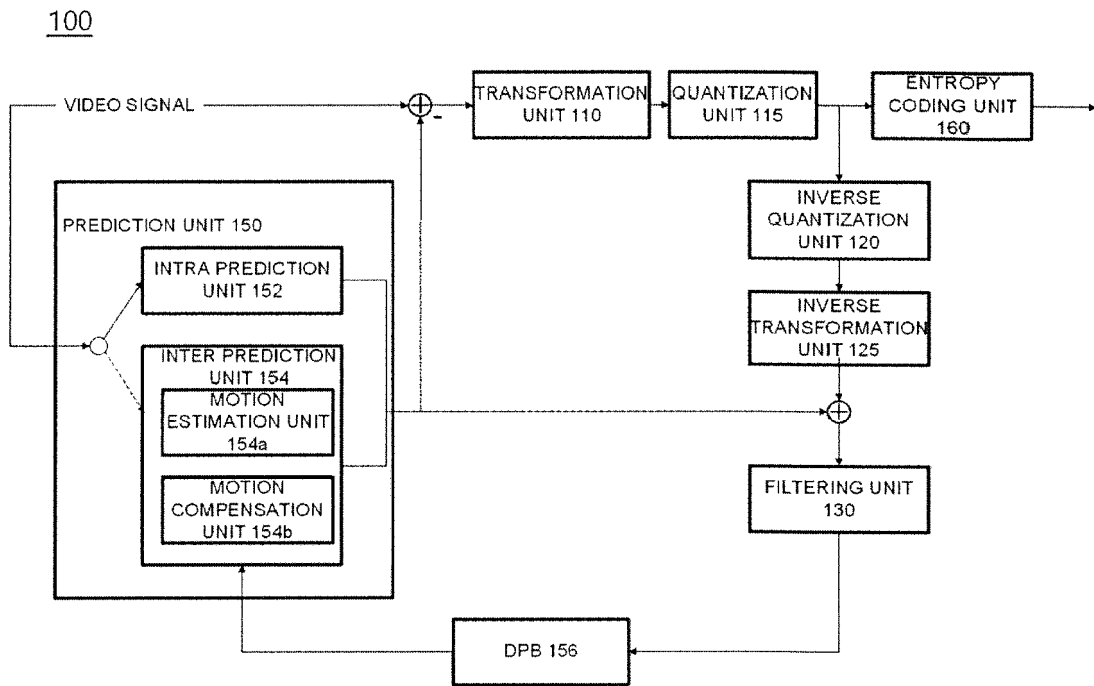 100
VIDEO SIGNAL
-
TRANSFORMATION
UNIT 110
QUANTIZATION
UNIT 115
ENTROPY
CODING UNIT
160
PREDICTION UNIT 150
INTRA PREDICTION
UNIT 152
INTER PREDICTION
UNIT 154
MOTION
ESTIMATION UNIT
154a
MOTION
COMPENSATION
UNIT 154b
INVERSE
QUANTIZATION
UNIT 120
INVERSE
TRANSFORMATION
UNIT 125
FILTERING UNIT
130
DPB 156